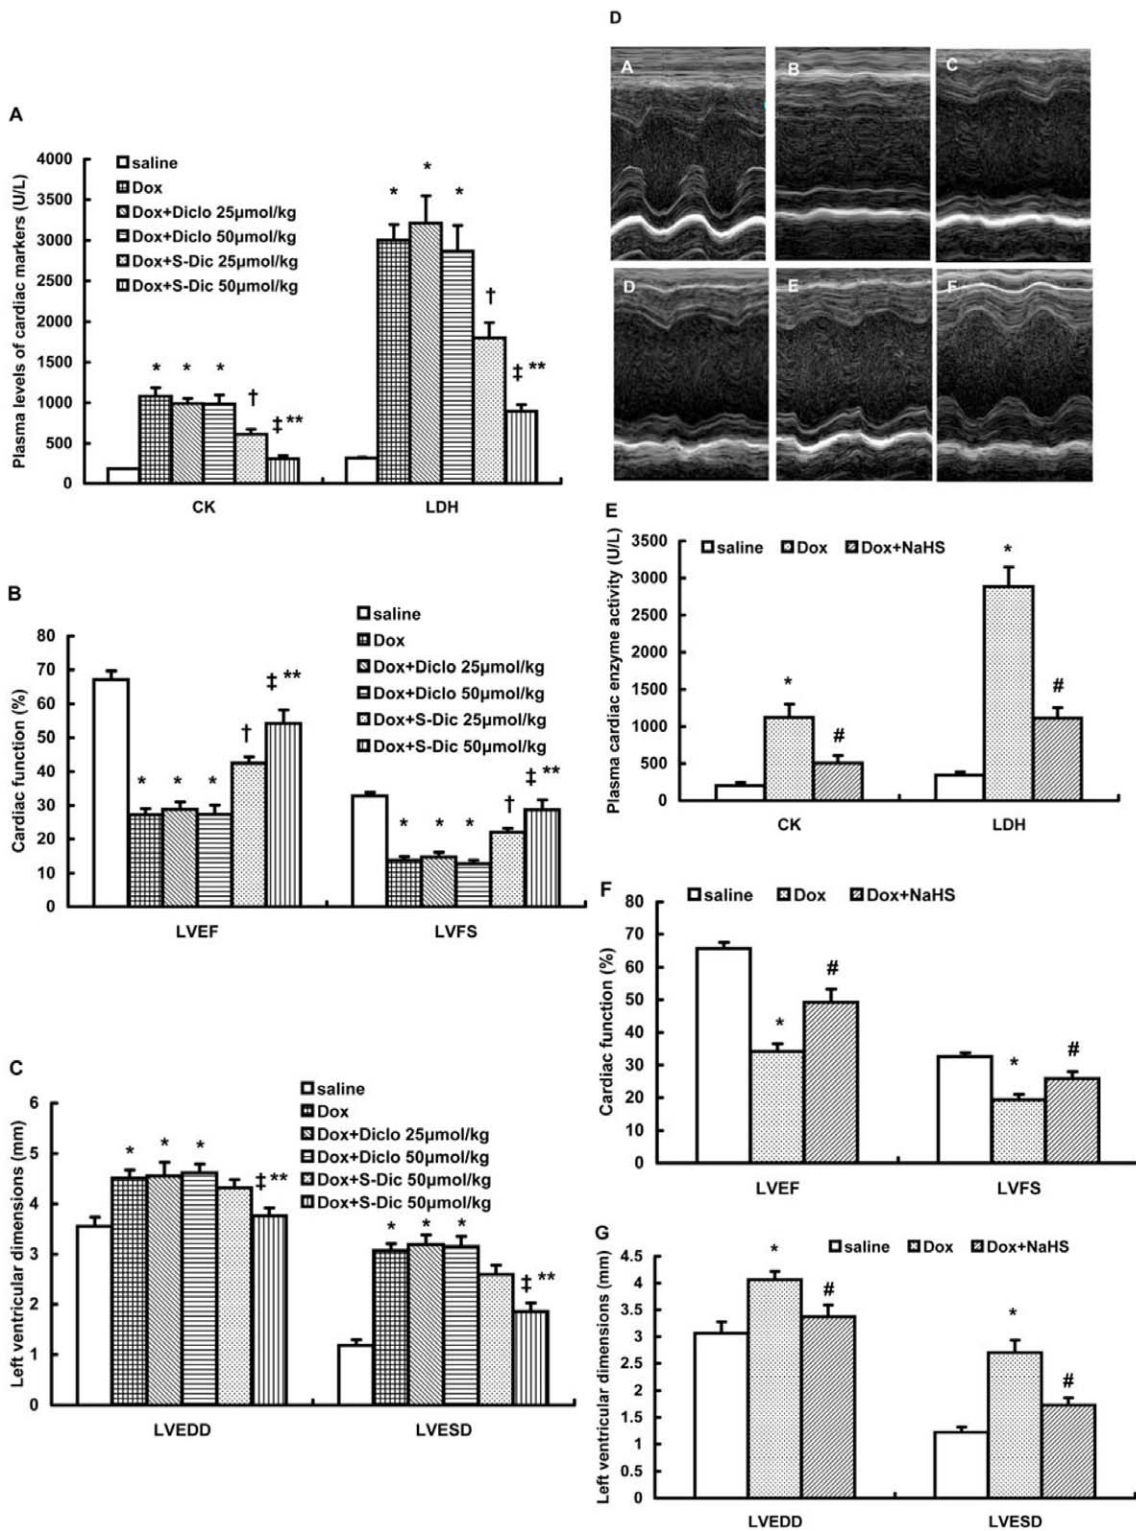 A
Plasma levels of cardiac markers (U/L)
4000
3500
3000
2500
2000
1500
1000
500
0
saline
Dox
Dox+Diclo 25μmol/kg
Dox+Diclo 50μmol/kg
Dox+S-Dic 25μmol/kg
Dox+S-Dic 50μmol/kg
* * * † ‡ **
* * * † ‡ **
CK LDH
B
Cardiac function (%)
80
70
60
50
40
30
20
10
0
saline
Dox
Dox+Diclo 25μmol/kg
Dox+Diclo 50μmol/kg
Dox+S-Dic 25μmol/kg
Dox+S-Dic 50μmol/kg
* * * † ‡ **
* * * † ‡ **
LVEF LVFS
C
Left ventricular dimensions (mm)
6
5
4
3
2
1
0
saline
Dox
Dox+Diclo 25μmol/kg
Dox+Diclo 50μmol/kg
Dox+S-Dic 50μmol/kg
Dox+S-Dic 50μmol/kg
* * * ‡ **
* * * ‡ **
LVEDD LVESD
D
A B C
D E F
E
Plasma cardiac enzyme activity (U/L)
3500
3000
2500
2000
1500
1000
500
0
saline Dox Dox+NaHS
* # * #
CK LDH
F
Cardiac function (%)
80
70
60
50
40
30
20
10
0
saline Dox Dox+NaHS
* # * #
LVEF LVFS
G
Left ventricular dimensions (mm)
4.5
4
3.5
3
2.5
2
1.5
1
0.5
0
saline Dox Dox+NaHS
* # * #
LVEDD LVESD